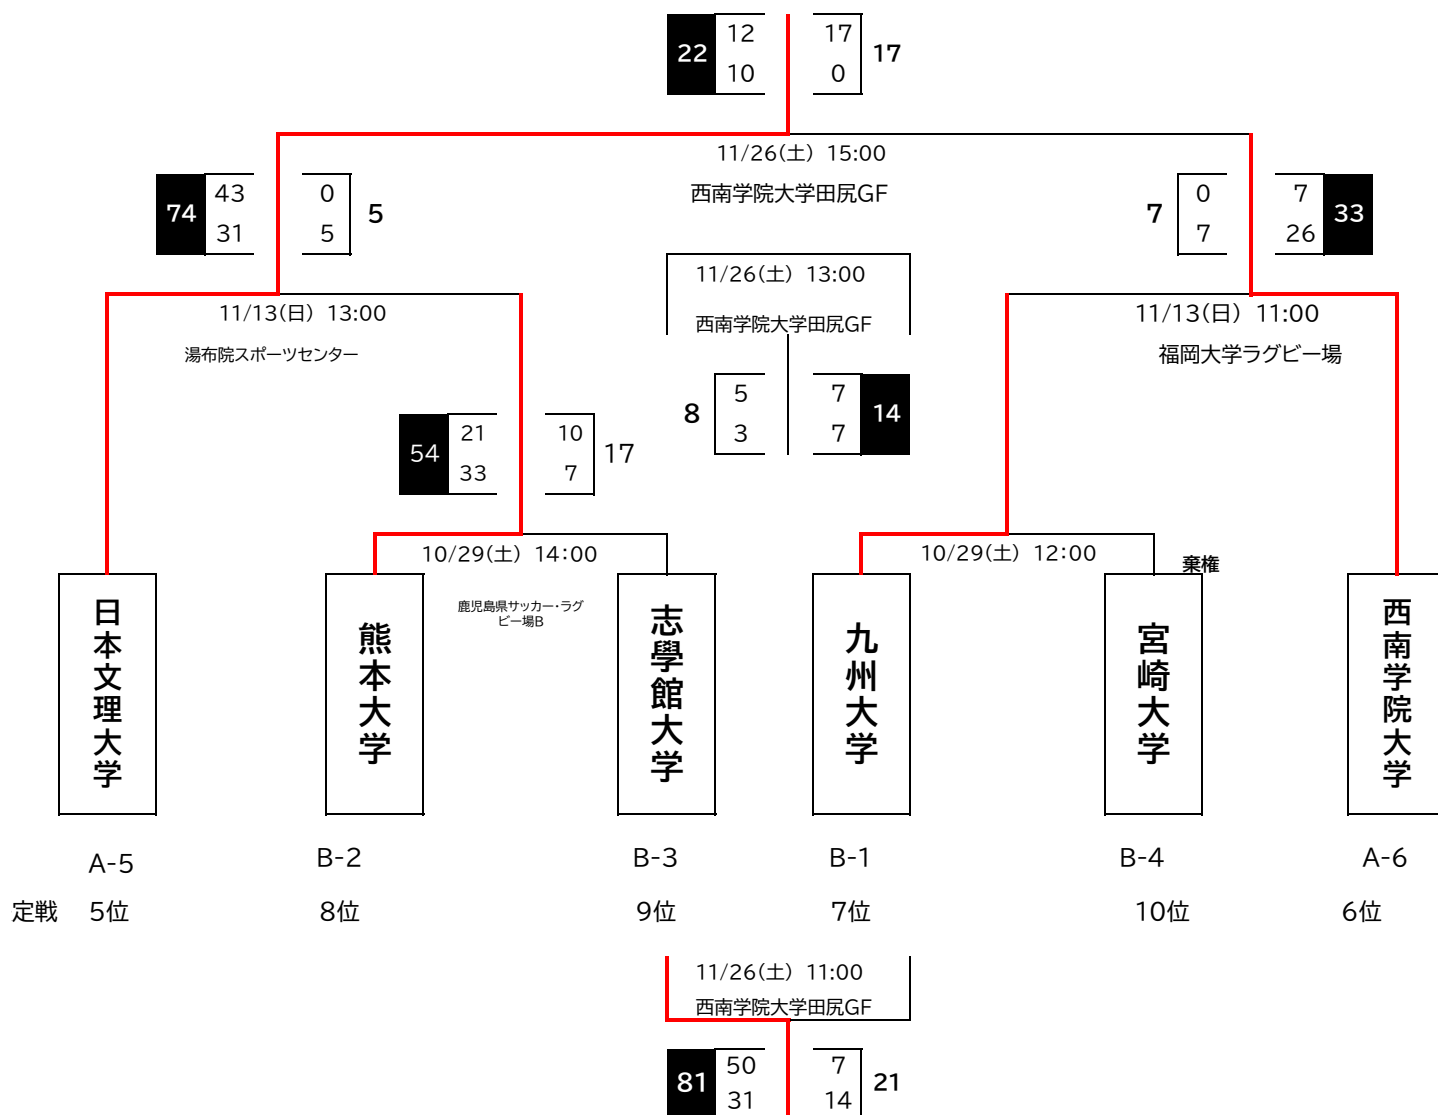 22 12 17 17
10 0
11/26(土) 15:00
西南学院大学田尻GF
74 43 0 5
31 5
7 0 7 33
7 26
11/26(土) 13:00
西南学院大学田尻GF
11/13(日) 13:00
湯布院スポーツセンター
11/13(日) 11:00
福岡大学ラグビー場
8 5 7 14
3 7
54 21 10 17
33 7
10/29(土) 14:00
鹿児島県サッカー・ラグ
ビー場B
10/29(土) 12:00
棄権
日本文理大学
熊本大学
志學館大学
九州大学
宮崎大学
西南学院大学
A-5 B-2 B-3 B-1 B-4 A-6
定戦 5位 8位 9位 7位 10位 6位
11/26(土) 11:00
西南学院大学田尻GF
81 50 7 21
31 14